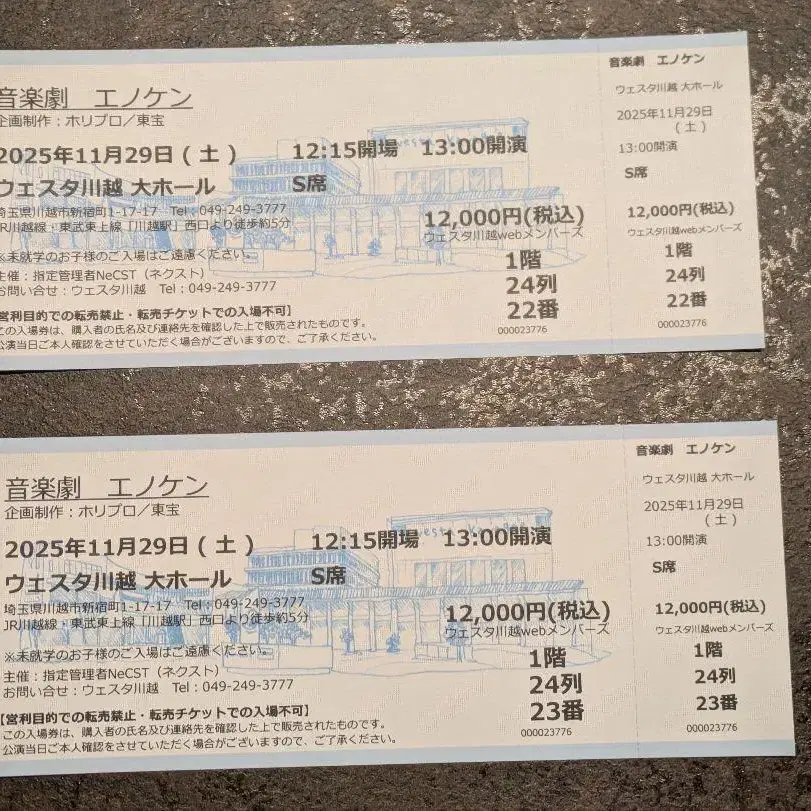 音楽劇　エノケン
企画制作：ホリプロ／東宝
2025年11月29日 ( 土 )　12:15開場　13:00開演
ウェスタ川越 大ホール　S席
埼玉県川越市新宿町1-17-17　Tel：049-249-3777
JR川越線・東武東上線「川越駅」西口より徒歩約5分
12,000円(税込)
ウェスタ川越webメンバーズ
※未就学のお子様のご入場はご遠慮ください。
主催：指定管理者NeCST（ネクスト）
お問い合せ：ウェスタ川越　Tel：049-249-3777
1階
24列
22番
000023776
【営利目的での転売禁止・転売チケットでの入場不可】
この入場券は、購入者の氏名及び連絡先を確認した上で販売されたものです。
公演当日ご本人確認をさせていただく場合がございますので、ご了承ください。
音楽劇　エノケン
ウェスタ川越 大ホール
2025年11月29日
( 土 )
13:00開演
S席
12,000円(税込)
ウェスタ川越webメンバーズ
1階
24列
22番
000023776
音楽劇　エノケン
企画制作：ホリプロ／東宝
2025年11月29日 ( 土 )　12:15開場　13:00開演
ウェスタ川越 大ホール　S席
埼玉県川越市新宿町1-17-17　Tel：049-249-3777
JR川越線・東武東上線「川越駅」西口より徒歩約5分
12,000円(税込)
ウェスタ川越webメンバーズ
※未就学のお子様のご入場はご遠慮ください。
主催：指定管理者NeCST（ネクスト）
お問い合せ：ウェスタ川越　Tel：049-249-3777
1階
24列
23番
000023776
【営利目的での転売禁止・転売チケットでの入場不可】
この入場券は、購入者の氏名及び連絡先を確認した上で販売されたものです。
公演当日ご本人確認をさせていただく場合がございますので、ご了承ください。
音楽劇　エノケン
ウェスタ川越 大ホール
2025年11月29日
( 土 )
13:00開演
S席
12,000円(税込)
ウェスタ川越webメンバーズ
1階
24列
23番
000023776